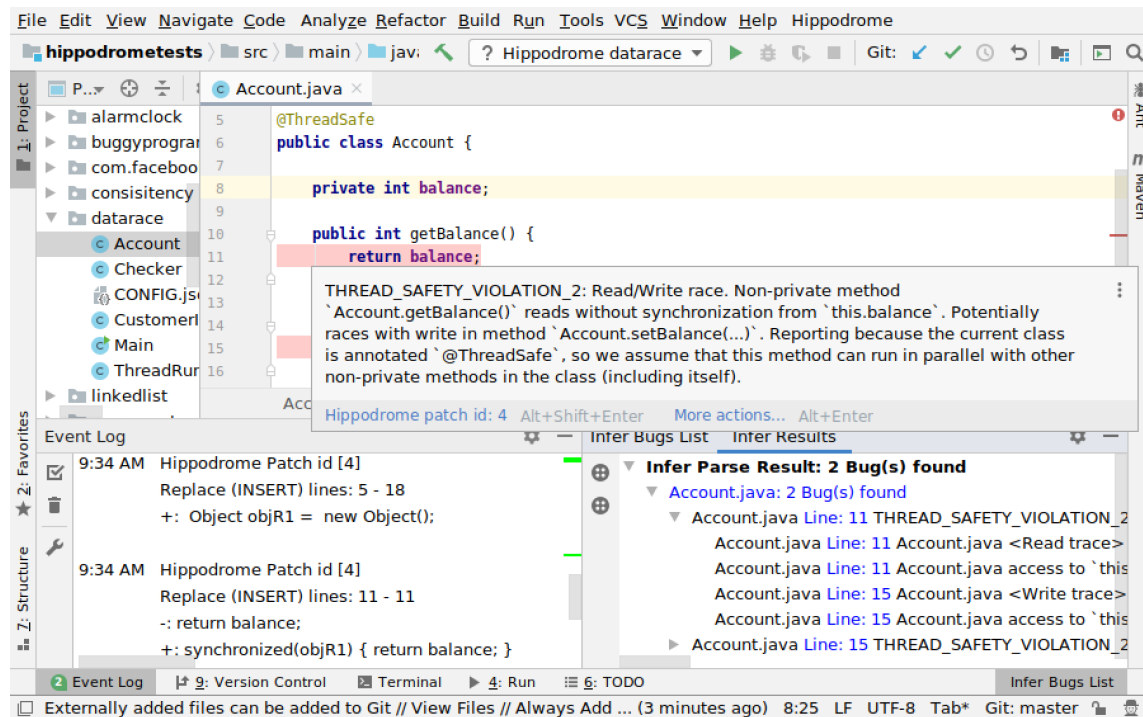 File Edit View Navigate Code Analyze Refactor Build Run Tools VCS Window Help Hippodrome
hippodrometests src main java Hippodrome datarace Git:
1: Project
P...
Account.java
Ant
Maven
alarmclock
buggyprogra
com.faceboo
consisitency
datarace
Account
Checker
CONFIG.js
CustomerI
Main
ThreadRur
linkedlist
5 @ThreadSafe
6 public class Account {
7
8 private int balance;
9
10 public int getBalance() {
11 return balance;
12
13
14
15
16
Acc
THREAD_SAFETY_VIOLATION_2: Read/Write race. Non-private method
`Account.getBalance()` reads without synchronization from `this.balance`. Potentially
races with write in method `Account.setBalance(...)`. Reporting because the current class
is annotated `@ThreadSafe`, so we assume that this method can run in parallel with other
non-private methods in the class (including itself).
Hippodrome patch id: 4 Alt+Shift+Enter More actions... Alt+Enter
2: Favorites
7: Structure
Event Log
9:34 AM Hippodrome Patch id [4]
Replace (INSERT) lines: 5 - 18
+: Object objR1 = new Object();
9:34 AM Hippodrome Patch id [4]
Replace (INSERT) lines: 11 - 11
-: return balance;
+: synchronized(objR1) { return balance; }
Infer Bugs List Infer Results
Infer Parse Result: 2 Bug(s) found
Account.java: 2 Bug(s) found
Account.java Line: 11 THREAD_SAFETY_VIOLATION_2
Account.java Line: 11 Account.java <Read trace>
Account.java Line: 11 Account.java access to `this
Account.java Line: 15 Account.java <Write trace>
Account.java Line: 15 Account.java access to `this
Account.java Line: 15 THREAD_SAFETY_VIOLATION_2
2 Event Log 9: Version Control Terminal 4: Run 6: TODO Infer Bugs List
Externally added files can be added to Git // View Files // Always Add ... (3 minutes ago) 8:25 LF UTF-8 Tab* Git: master